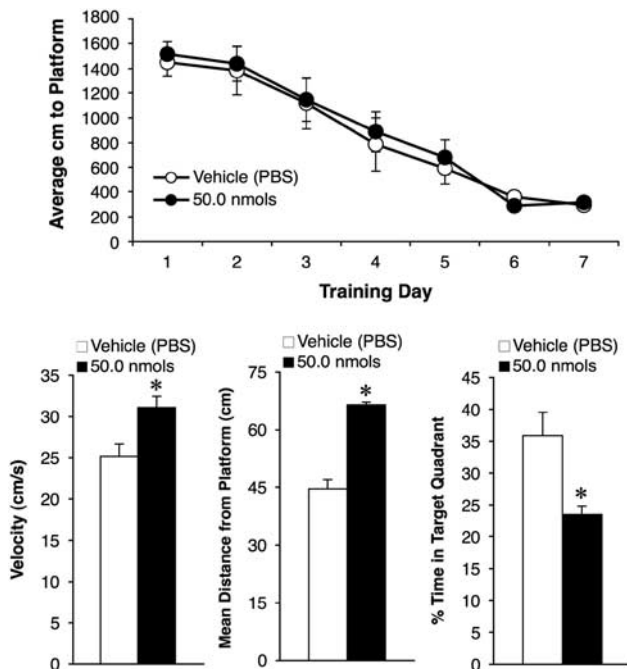 1800
1600
1400
1200
1000
800
600
400
200
0
Average cm to Platform
Vehicle (PBS)
50.0 nmols
1 2 3 4 5 6 7
Training Day
Vehicle (PBS)
50.0 nmols
35
30
25
20
15
10
5
0
Velocity (cm/s)
*
Vehicle (PBS)
50.0 nmols
75
60
45
30
15
0
Mean Distance from Platform (cm)
*
Vehicle (PBS)
50.0 nmols
45
40
35
30
25
20
15
10
5
0
% Time in Target Quadrant
*